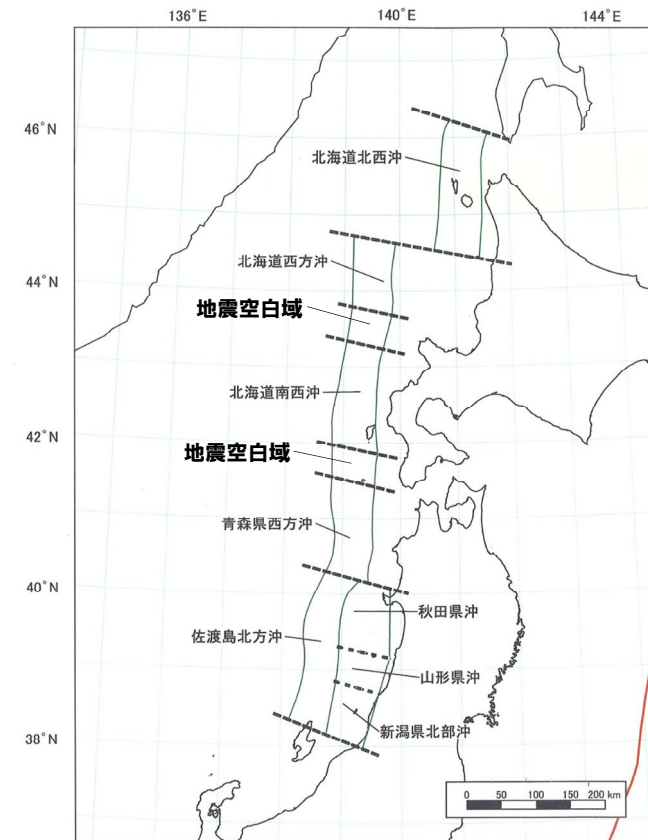 136°E
140°E
144°E
46°N
北海道北西沖
北海道西方沖
44°N
地震空白域
北海道南西沖
42°N
地震空白域
青森県西方沖
40°N
秋田県沖
佐渡島北方沖
山形県沖
新潟県北部沖
38°N
0 50 100 150 200 km